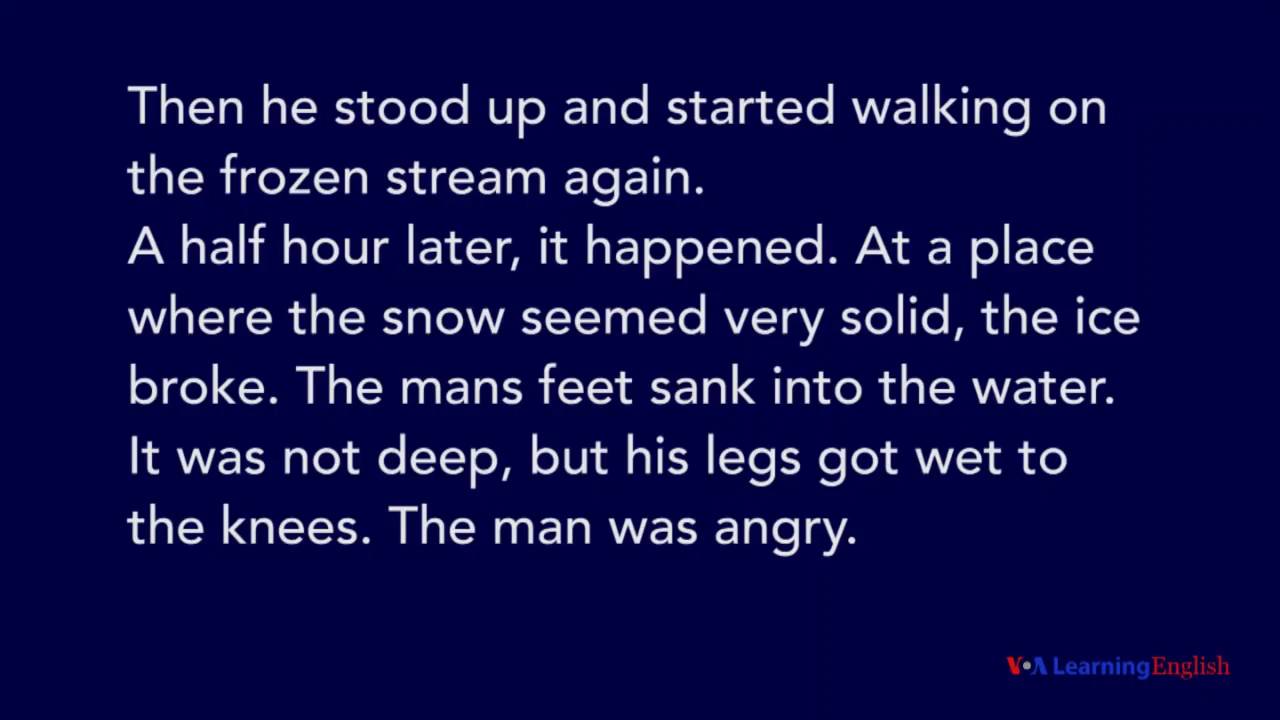 Then he stood up and started walking on
the frozen stream again.
A half hour later, it happened. At a place
where the snow seemed very solid, the ice
broke. The mans feet sank into the water.
It was not deep, but his legs got wet to
the knees. The man was angry.
VOA Learning English